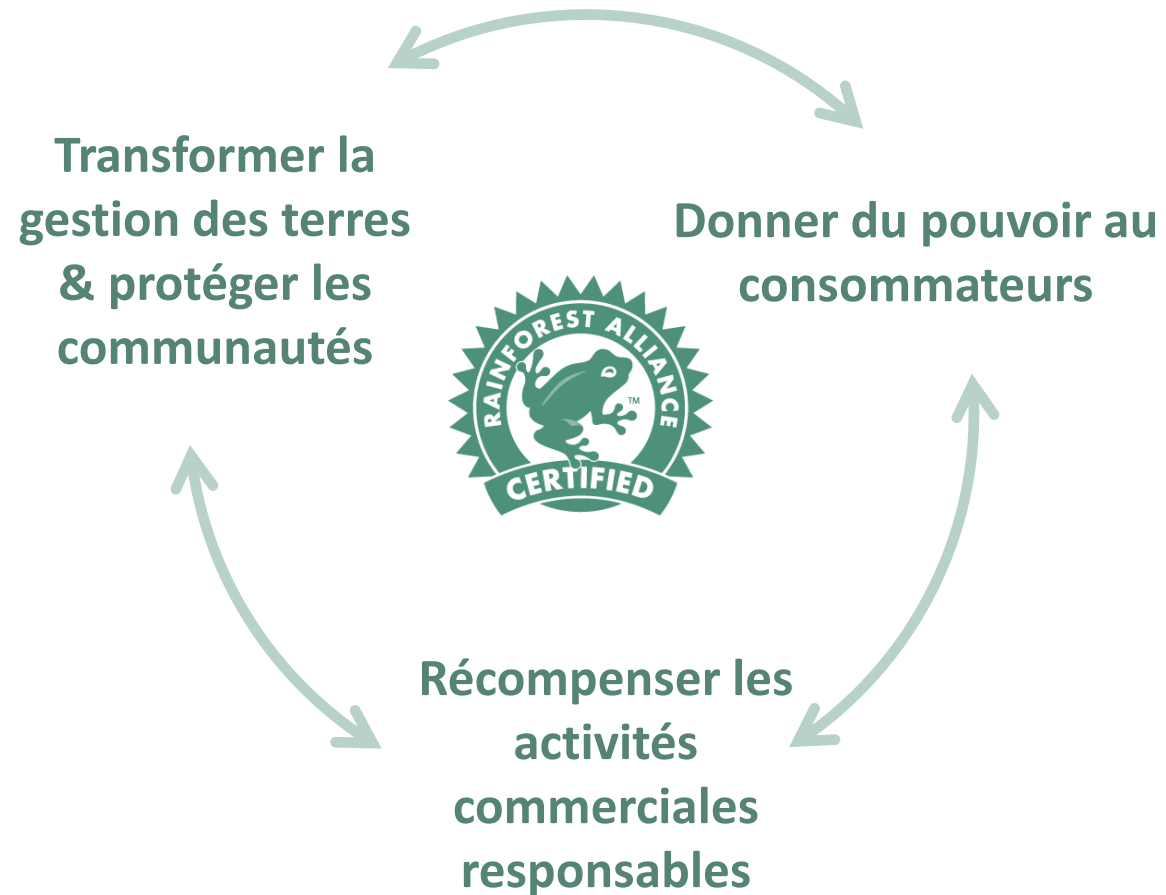 Transformer la
gestion des terres
& protéger les
communautés
Donner du pouvoir au
consommateurs
RAINFOREST ALLIANCE
TM
CERTIFIED
Récompenser les
activités
commerciales
responsables